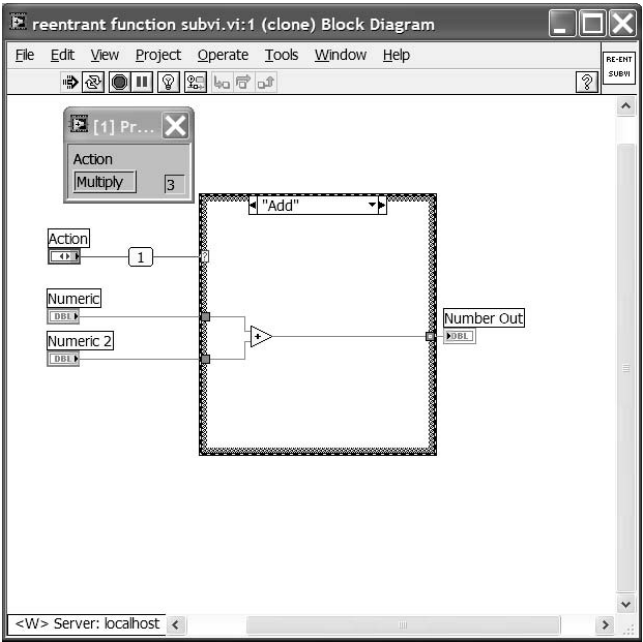 reentrant function subvi.vi:1 (clone) Block Diagram
File Edit View Project Operate Tools Window Help
RE-ENT
SUBVI
?
[1] Pr...
Action
Multiply 3
"Add"
Action
1
?
Numeric
DBL
Numeric 2
DBL
+
Number Out
DBL
<W> Server: localhost